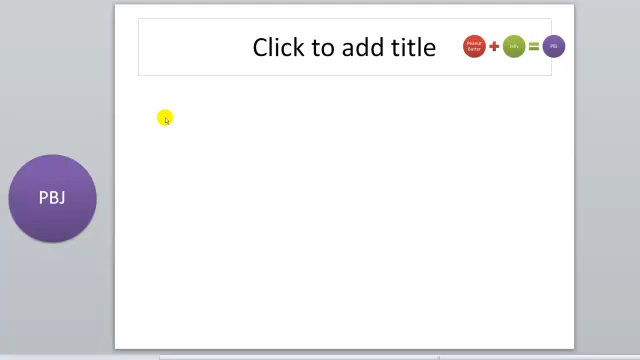 Click to add title
Peanut
Butter
Jelly
PBJ
PBJ